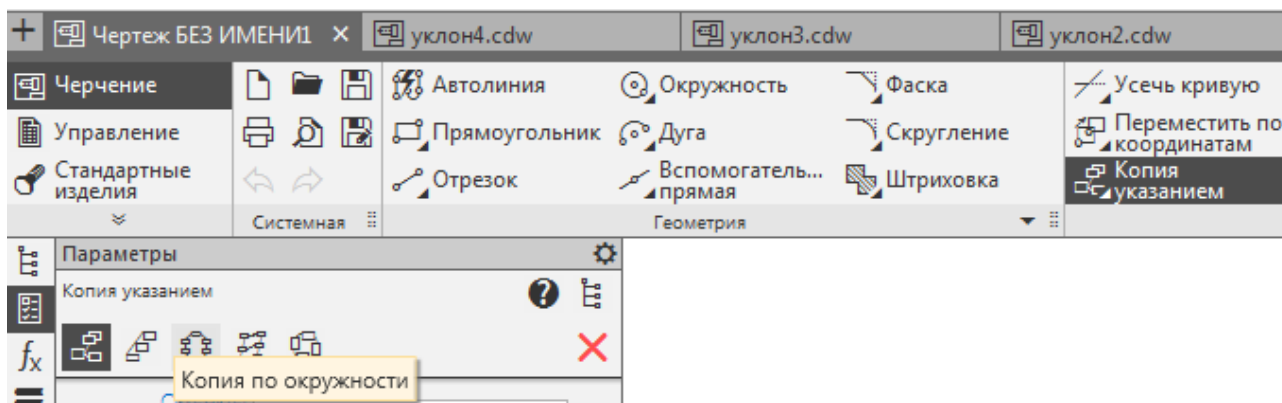 + Чертеж БЕЗ ИМЕНИ1 × уклон4.cdw уклон3.cdw уклон2.cdw
Черчение Автолиния Окружность Фаска Усечь кривую
Управление Прямоугольник Дуга Скругление Переместить по
координатам
Стандартные
изделия Отрезок Вспомогатель...
прямая Штриховка Копия
указанием
Системная Геометрия
Параметры
Копия указанием ?
fx
Копия по окружности